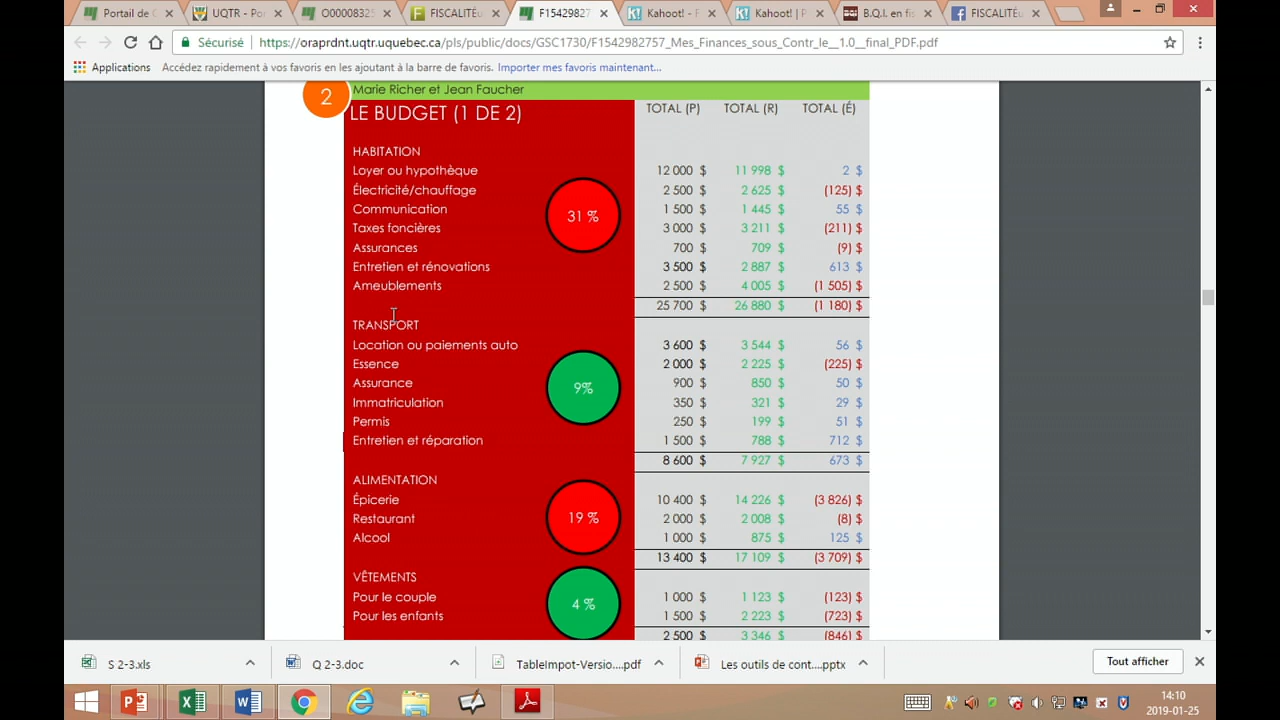 Portail de C
UQTR - Po
O00008325
FISCALITÉu
F15429827
Kahoot! - F
Kahoot! | P
B.Q.I. en fis
FISCALITÉu
Sécurisé https://oraprdnt.uqtr.uquebec.ca/pls/public/docs/GSC1730/F1542982757_Mes_Finances_sous_Contr_le__1.0__final_PDF.pdf
Applications Accédez rapidement à vos favoris en les ajoutant à la barre de favoris. Importer mes favoris maintenant...
2 Marie Richer et Jean Faucher
LE BUDGET (1 DE 2) TOTAL (P) TOTAL (R) TOTAL (É)
HABITATION
Loyer ou hypothèque 12 000 $ 11 998 $ 2 $
Électricité/chauffage 2 500 $ 2 625 $ (125) $
Communication 1 500 $ 1 445 $ 55 $
31 %
Taxes foncières 3 000 $ 3 211 $ (211) $
Assurances 700 $ 709 $ (9) $
Entretien et rénovations 3 500 $ 2 887 $ 613 $
Ameublements 2 500 $ 4 005 $ (1 505) $
25 700 $ 26 880 $ (1 180) $
TRANSPORT
Location ou paiements auto 3 600 $ 3 544 $ 56 $
Essence 2 000 $ 2 225 $ (225) $
Assurance 9% 900 $ 850 $ 50 $
Immatriculation 350 $ 321 $ 29 $
Permis 250 $ 199 $ 51 $
Entretien et réparation 1 500 $ 788 $ 712 $
8 600 $ 7 927 $ 673 $
ALIMENTATION
Épicerie 10 400 $ 14 226 $ (3 826) $
Restaurant 19 % 2 000 $ 2 008 $ (8) $
Alcool 1 000 $ 875 $ 125 $
13 400 $ 17 109 $ (3 709) $
VÊTEMENTS
Pour le couple 4 % 1 000 $ 1 123 $ (123) $
Pour les enfants 1 500 $ 2 223 $ (723) $
2 500 $ 3 346 $ (846) $
S 2-3.xls
Q 2-3.doc
TableImpot-Versio....pdf
Les outils de cont....pptx
Tout afficher
14:10
2019-01-25